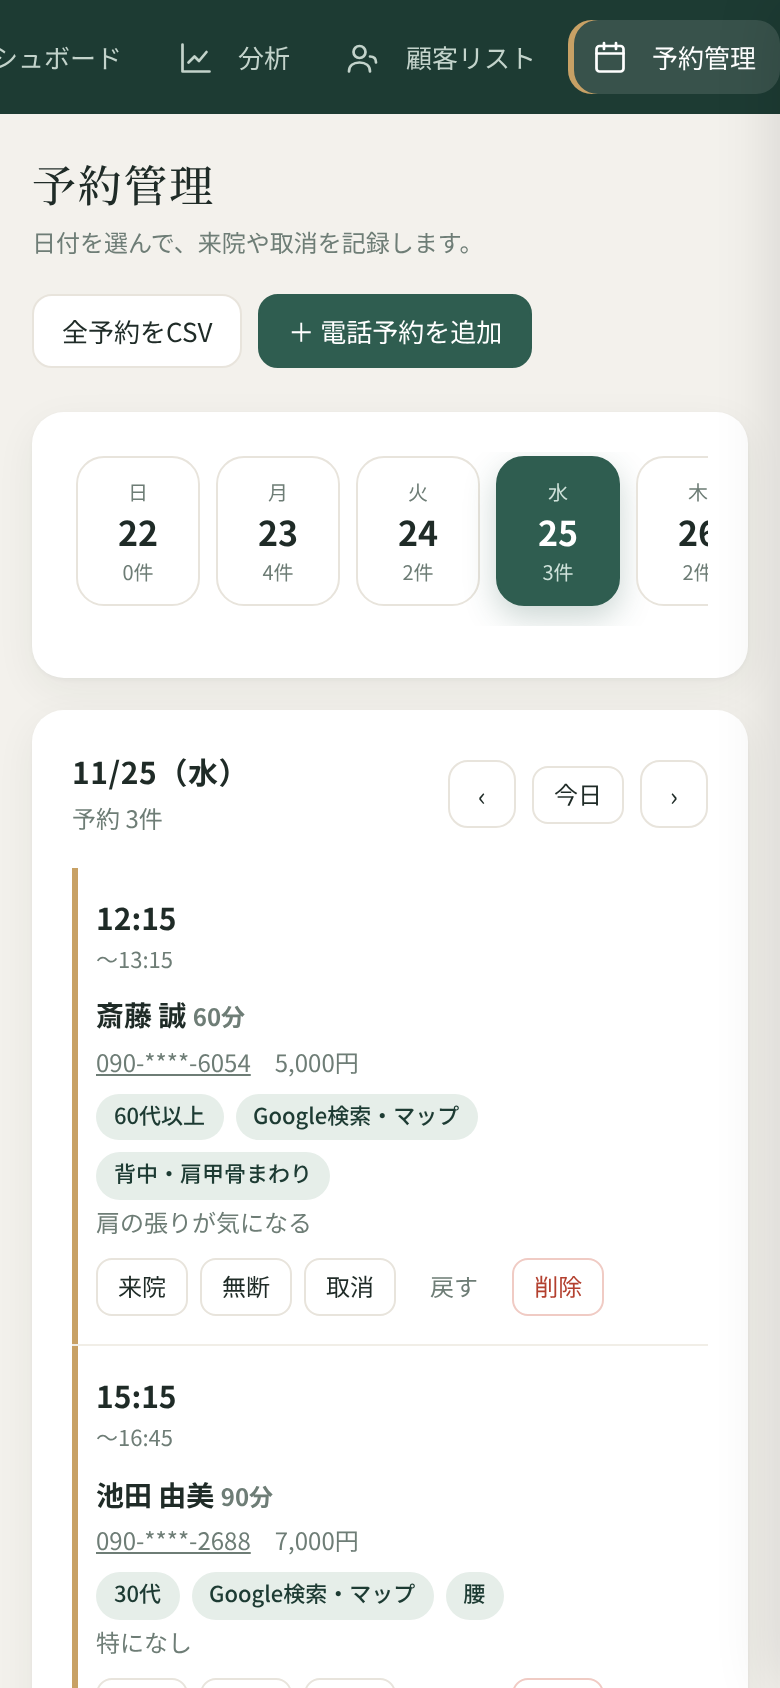 シュボード 分析 顧客リスト 予約管理
予約管理
日付を選んで、来院や取消を記録します。
全予約をCSV ＋ 電話予約を追加
日 月 火 水 木
22 23 24 25 26
0件 4件 2件 3件 2件
11/25（水）
予約 3件
‹ 今日 ›
12:15
〜13:15
斎藤 誠 60分
090-****-6054 5,000円
60代以上 Google検索・マップ
背中・肩甲骨まわり
肩の張りが気になる
来院 無断 取消 戻す 削除
15:15
〜16:45
池田 由美 90分
090-****-2688 7,000円
30代 Google検索・マップ 腰
特になし